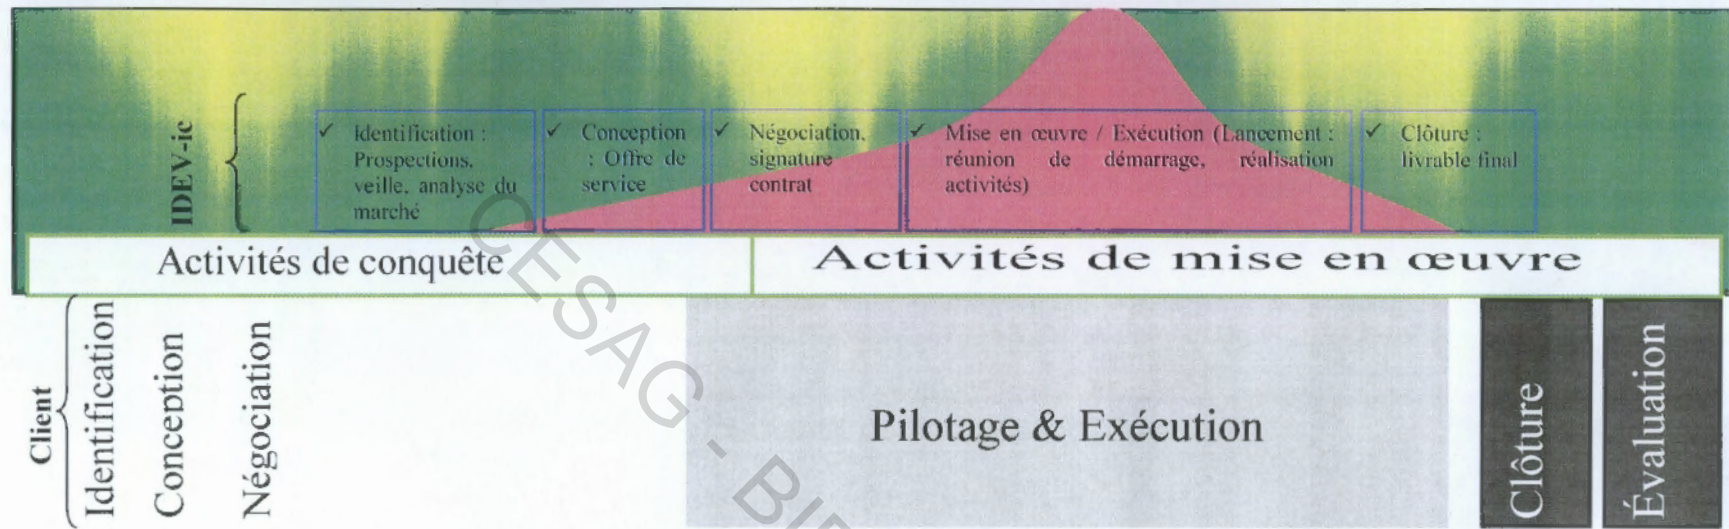 IDEV-ic
✓ Identification :
Prospections,
veille, analyse du
marché
✓ Conception
: Offre de
service
✓ Négociation,
signature
contrat
✓ Mise en œuvre / Exécution (Lancement :
réunion de démarrage, réalisation
activités)
✓ Clôture :
livrable final
Activités de conquête
Activités de mise en œuvre
Client
Identification
Conception
Négociation
Pilotage & Exécution
Clôture
Évaluation
CESAG - BI